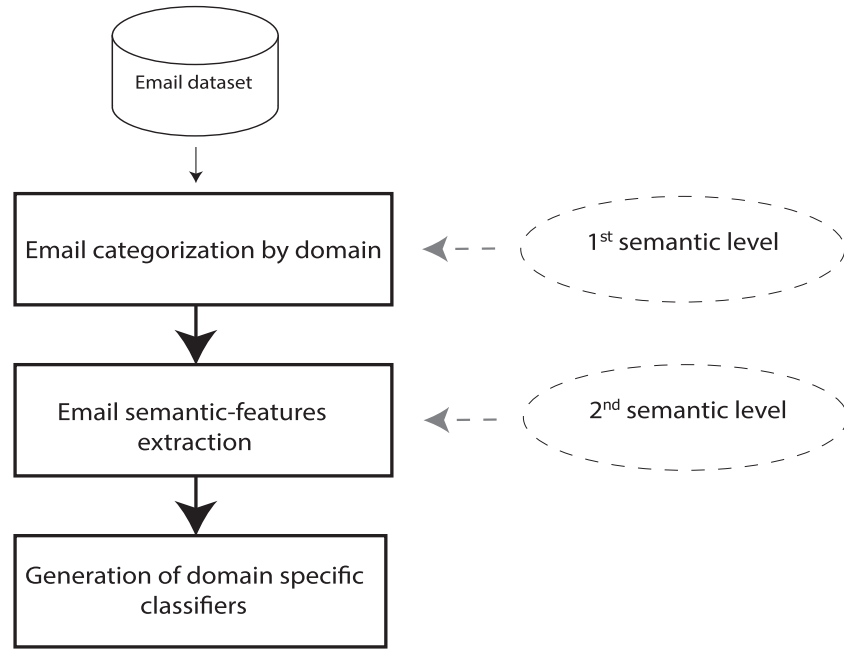 Email dataset
Email categorization by domain
1st semantic level
Email semantic-features
extraction
2nd semantic level
Generation of domain specific
classifiers